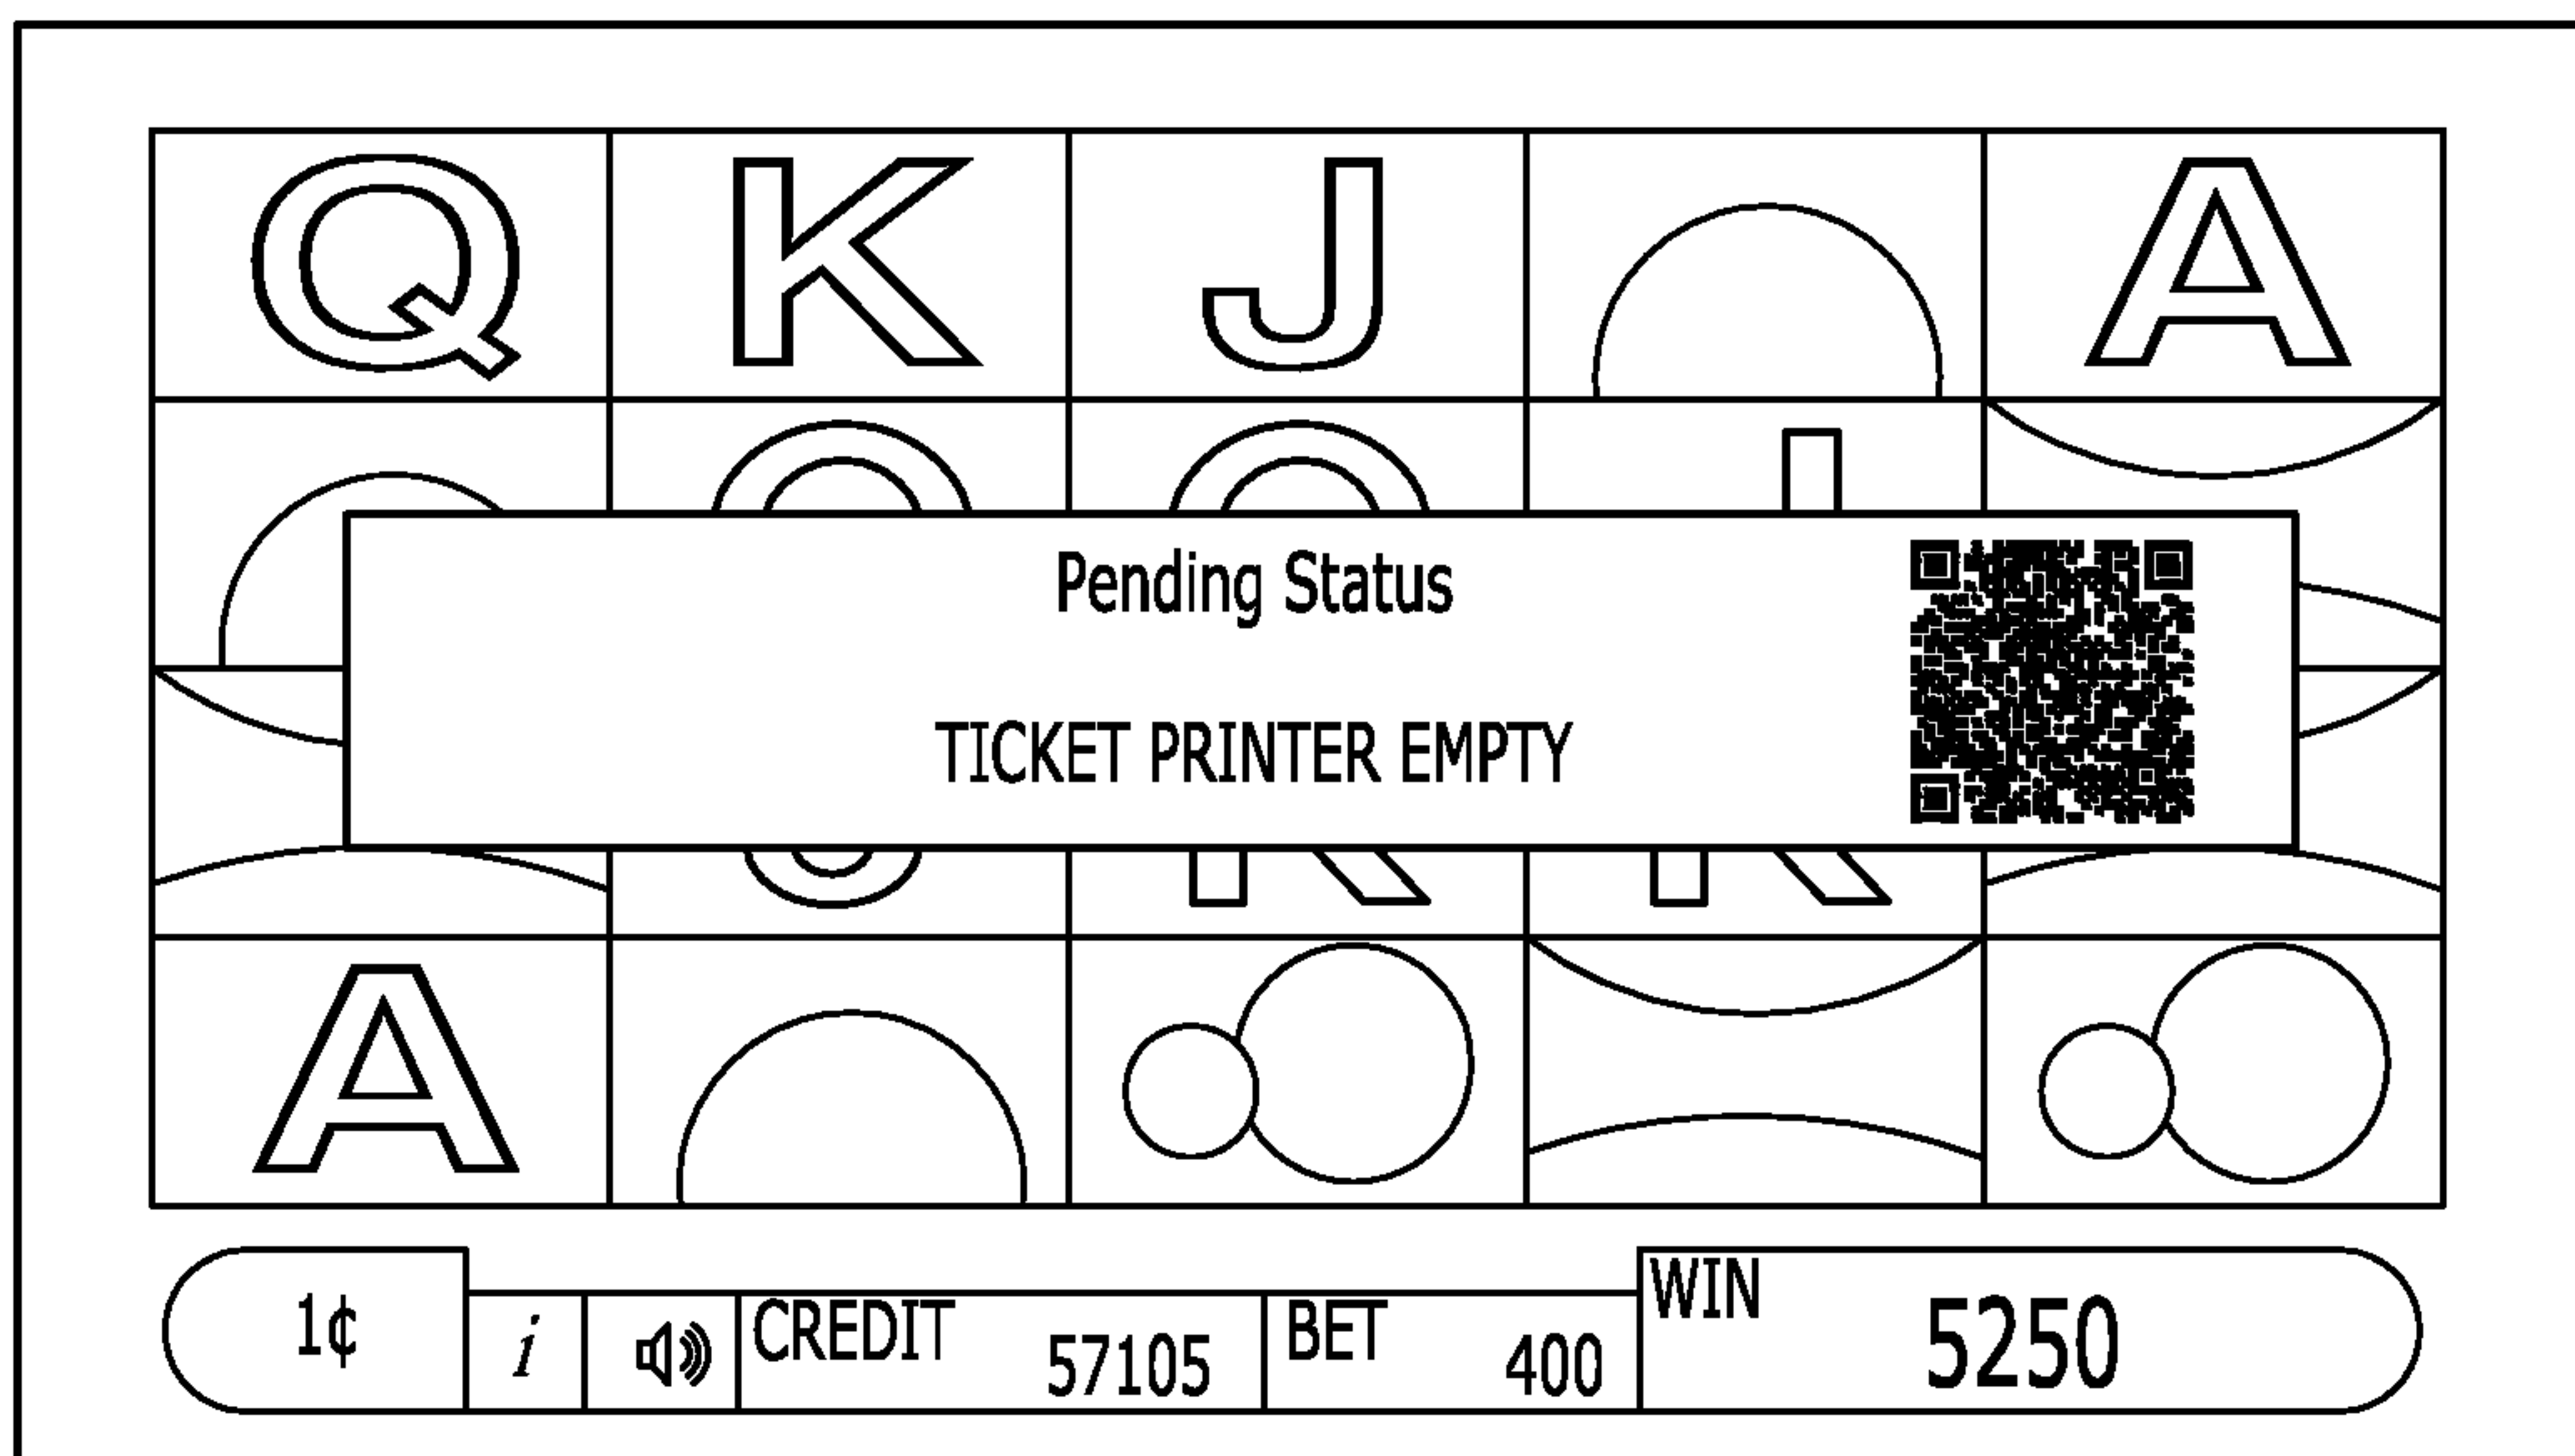 Q K J A
Pending Status
TICKET PRINTER EMPTY
A
1¢
i
CREDIT 57105
BET 400
WIN 5250